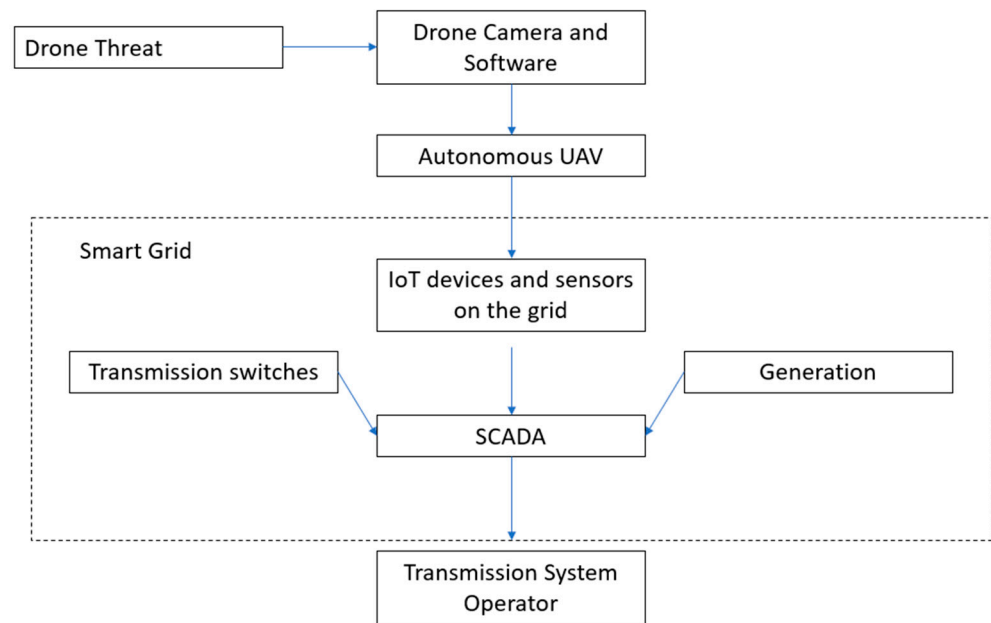 Drone Threat
Drone Camera and
Software
Autonomous UAV
Smart Grid
IoT devices and sensors
on the grid
Transmission switches
Generation
SCADA
Transmission System
Operator